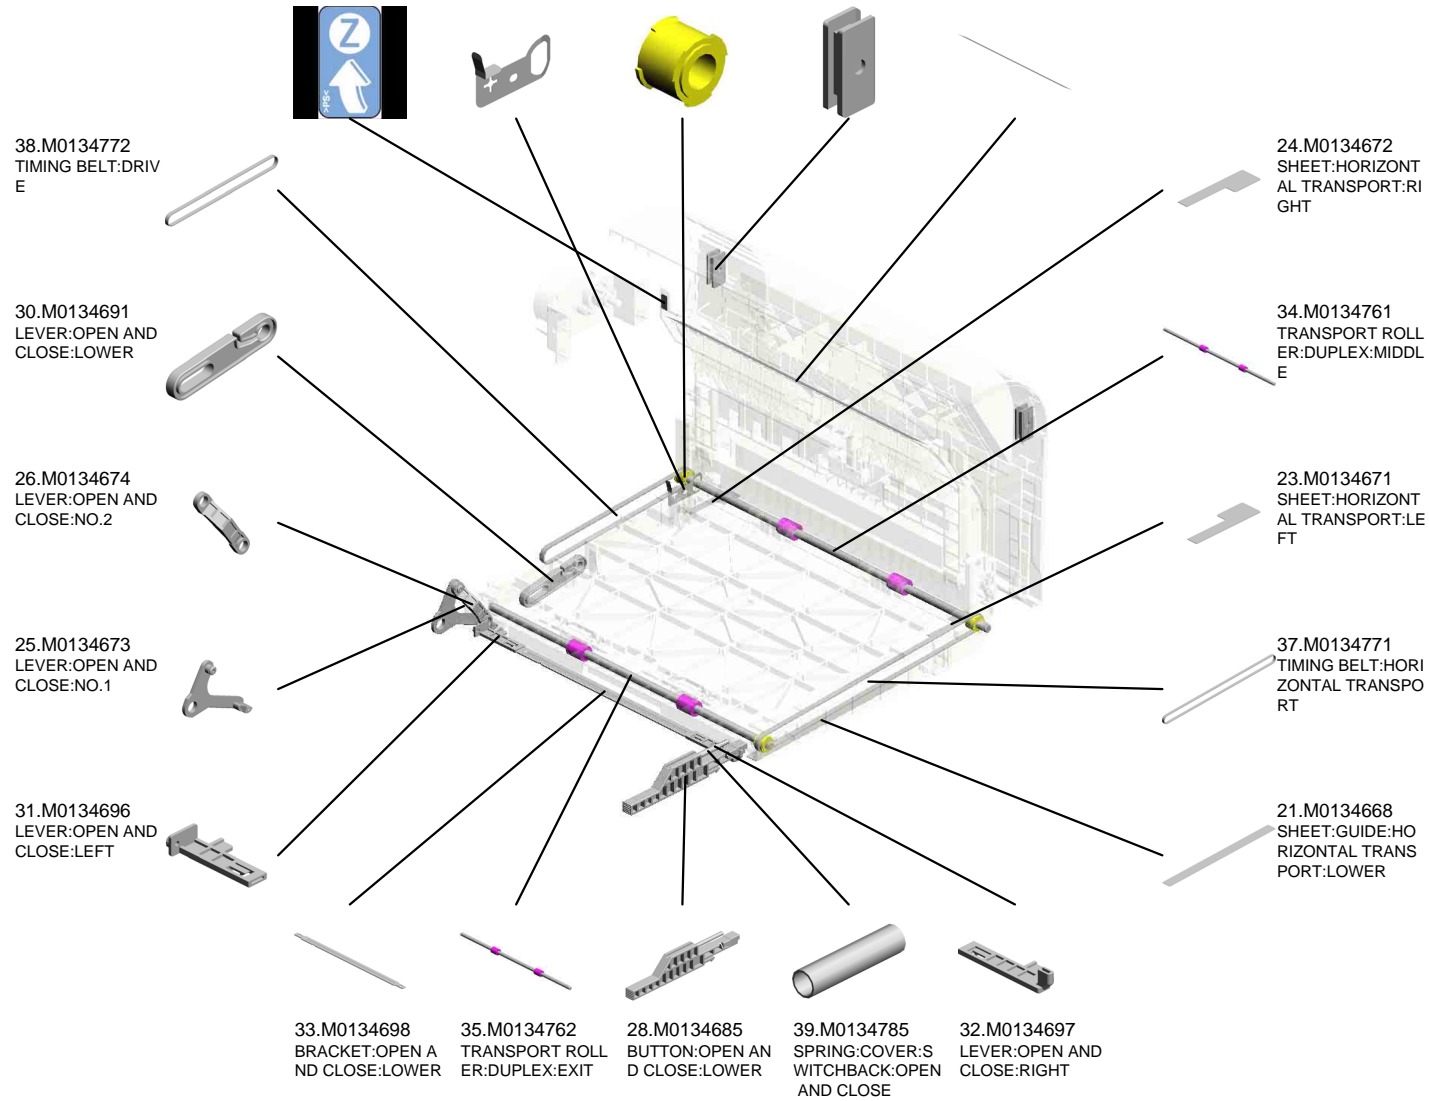 Z
>PS<
38.M0134772
TIMING BELT:DRIV
E
24.M0134672
SHEET:HORIZONT
AL TRANSPORT:RI
GHT
30.M0134691
LEVER:OPEN AND
CLOSE:LOWER
34.M0134761
TRANSPORT ROLL
ER:DUPLEX:MIDDL
E
26.M0134674
LEVER:OPEN AND
CLOSE:NO.2
23.M0134671
SHEET:HORIZONT
AL TRANSPORT:LE
FT
25.M0134673
LEVER:OPEN AND
CLOSE:NO.1
37.M0134771
TIMING BELT:HORI
ZONTAL TRANSPO
RT
31.M0134696
LEVER:OPEN AND
CLOSE:LEFT
21.M0134668
SHEET:GUIDE:HO
RIZONTAL TRANS
PORT:LOWER
33.M0134698
BRACKET:OPEN A
ND CLOSE:LOWER
35.M0134762
TRANSPORT ROLL
ER:DUPLEX:EXIT
28.M0134685
BUTTON:OPEN AN
D CLOSE:LOWER
39.M0134785
SPRING:COVER:S
WITCHBACK:OPEN
AND CLOSE
32.M0134697
LEVER:OPEN AND
CLOSE:RIGHT